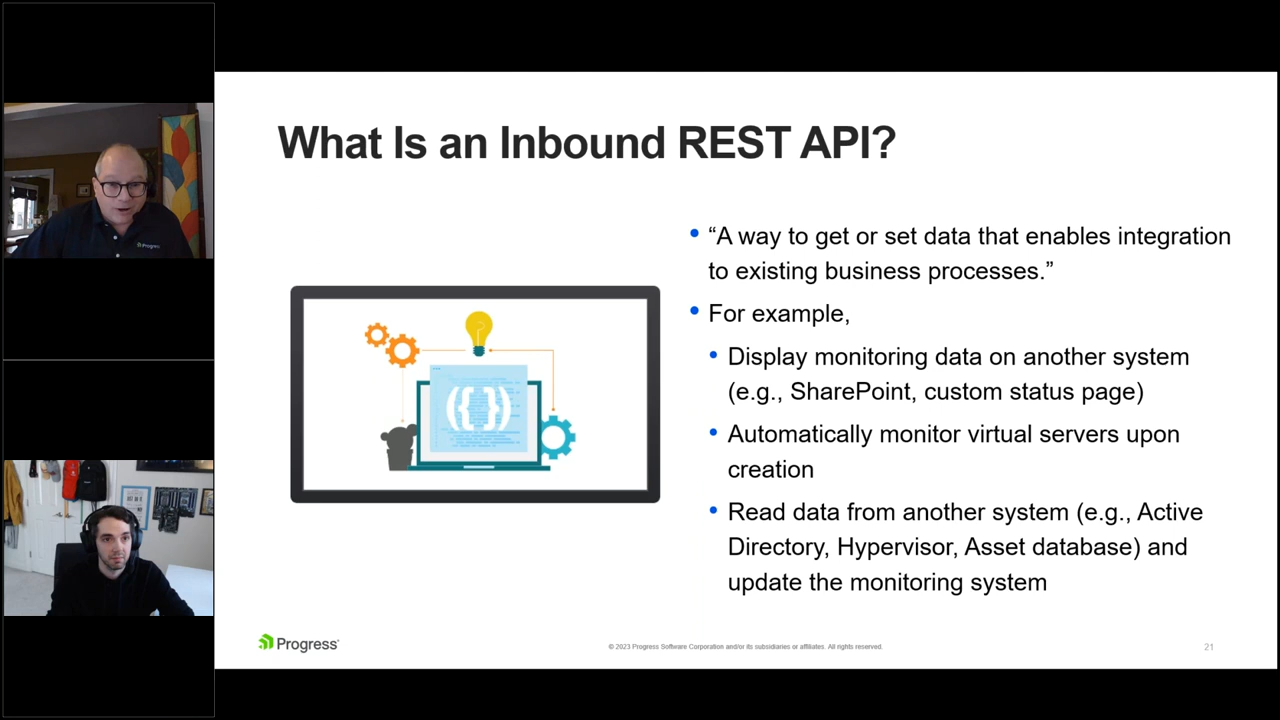 What Is an Inbound REST API?
• “A way to get or set data that enables integration
to existing business processes.”
• For example,
• Display monitoring data on another system
(e.g., SharePoint, custom status page)
• Automatically monitor virtual servers upon
creation
• Read data from another system (e.g., Active
Directory, Hypervisor, Asset database) and
update the monitoring system
Progress
Progress
© 2023 Progress Software Corporation and/or its subsidiaries or affiliates. All rights reserved.
21